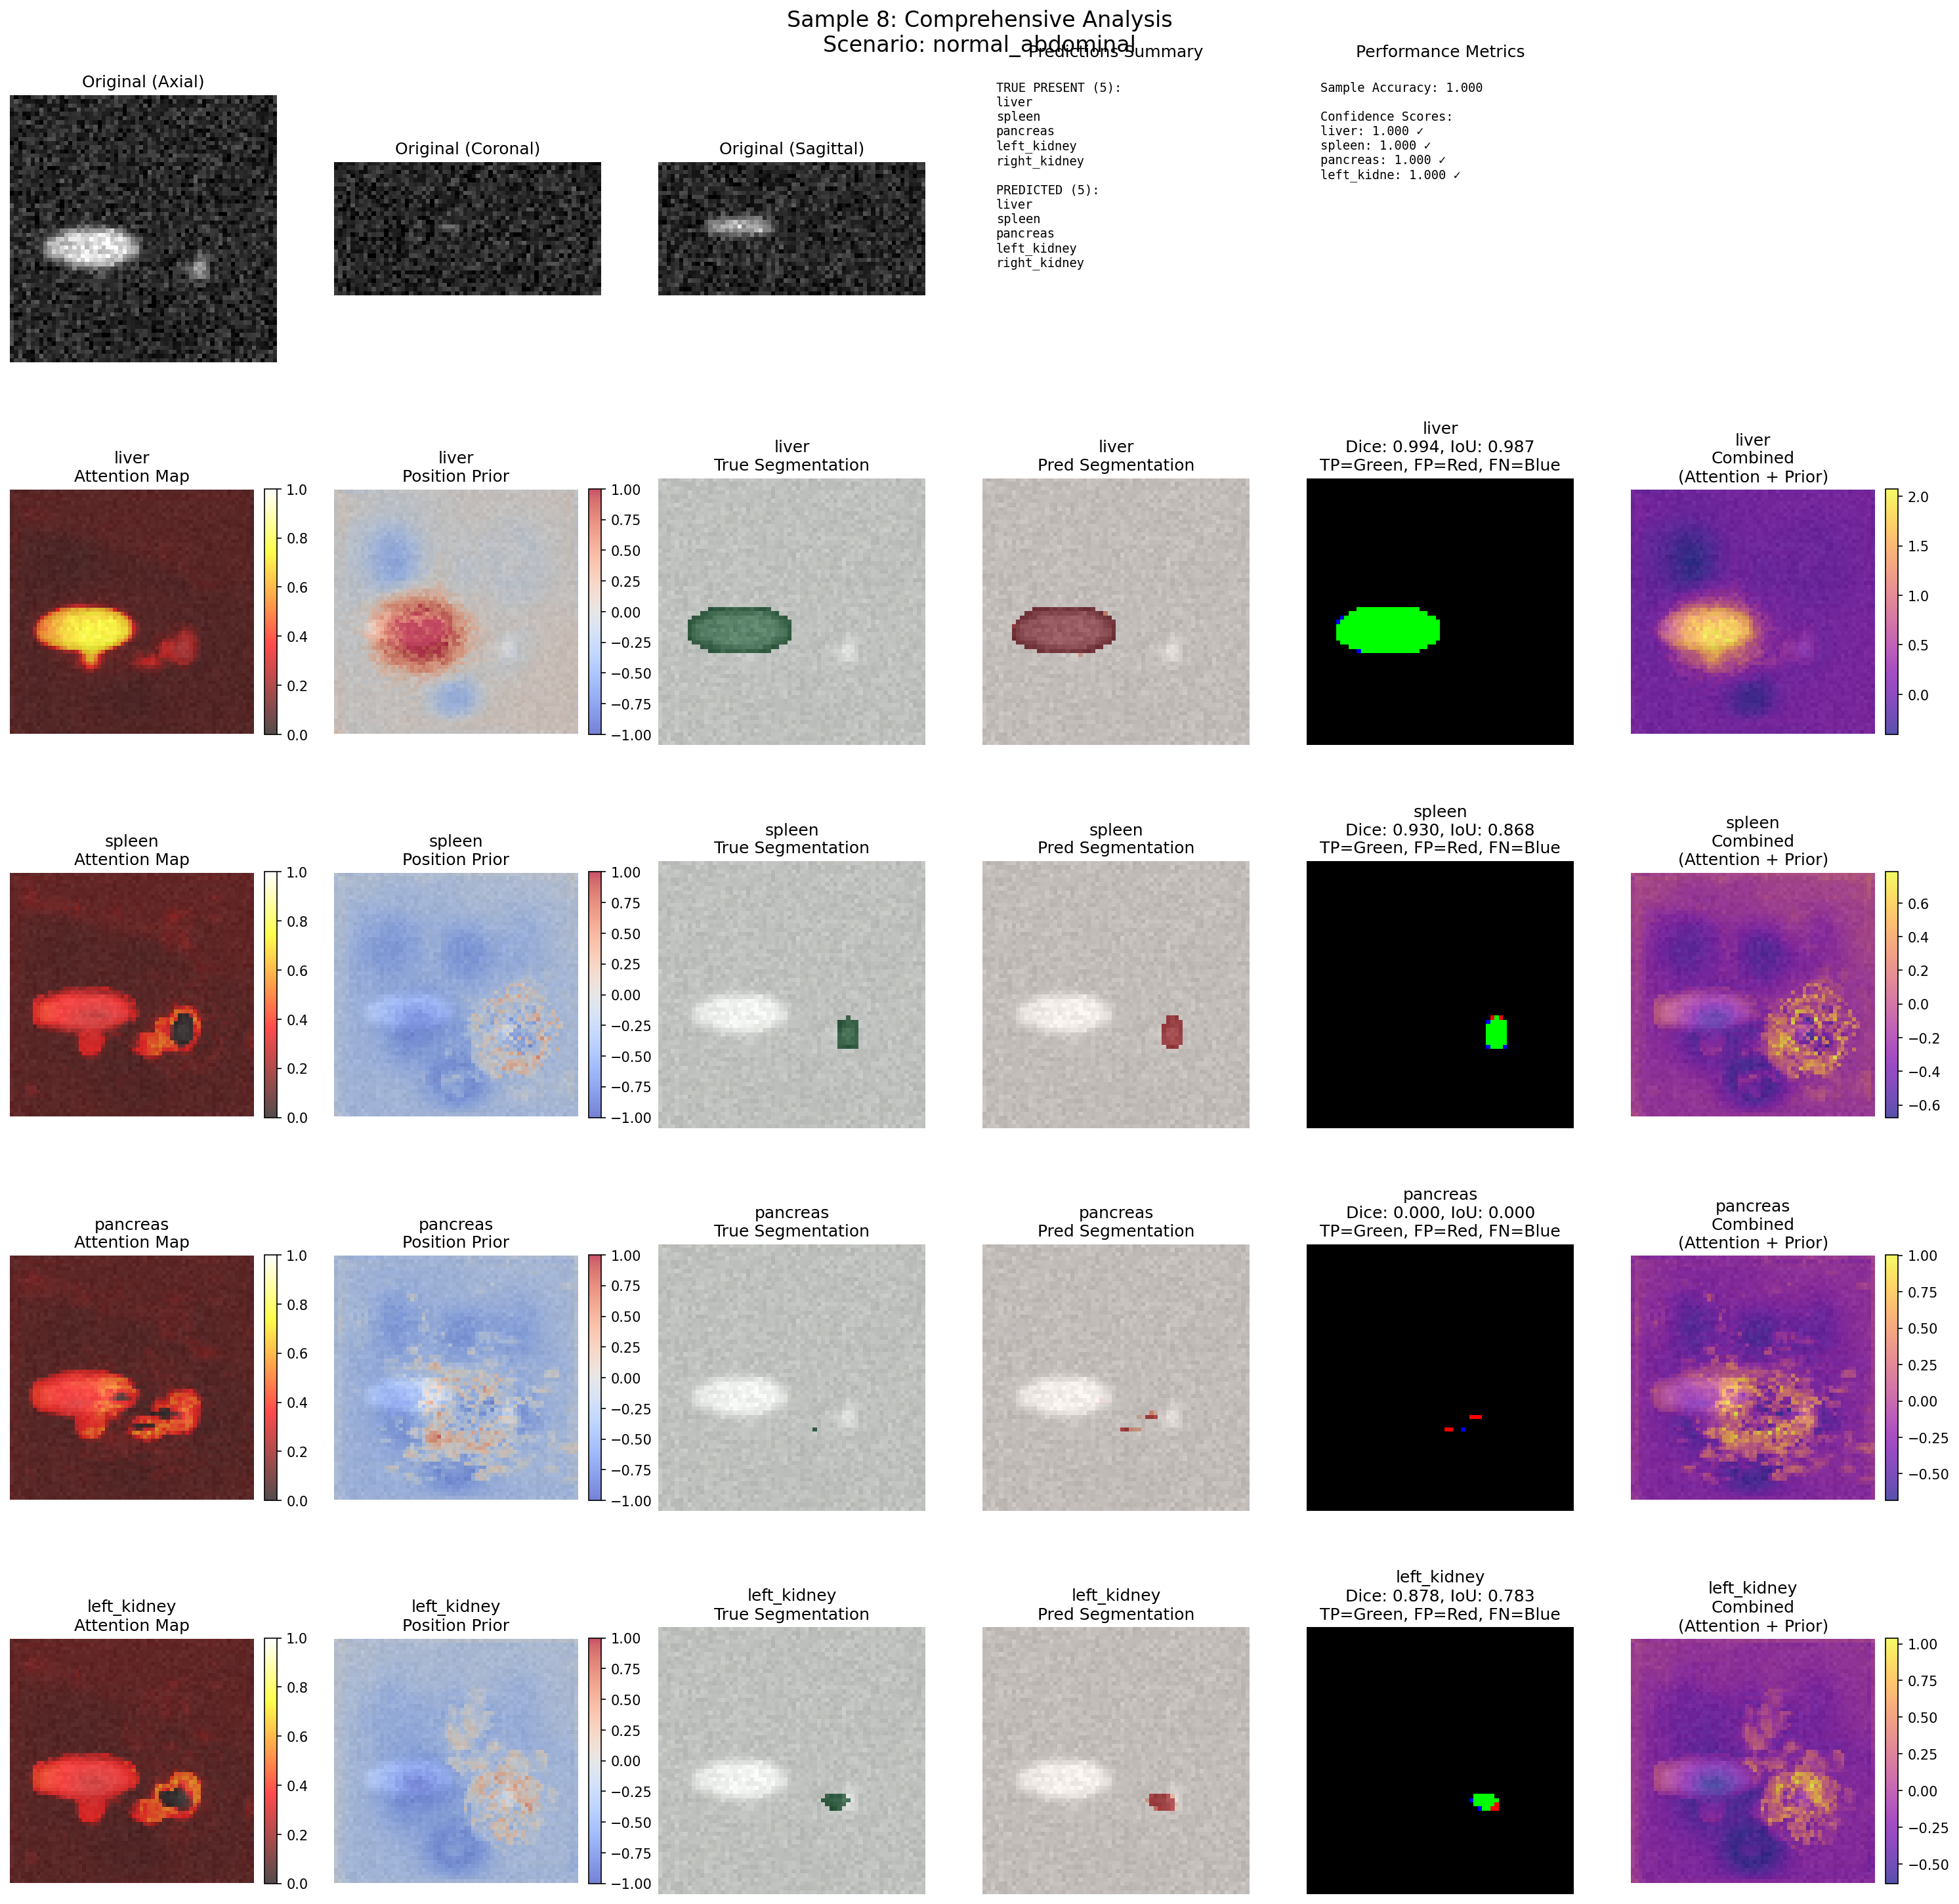 Sample 8: Comprehensive Analysis
Scenario: normal_abdominal
Predictions Summary
Performance Metrics
Original (Axial)
Original (Coronal)
Original (Sagittal)
TRUE PRESENT (5):
liver
spleen
pancreas
left_kidney
right_kidney
PREDICTED (5):
liver
spleen
pancreas
left_kidney
right_kidney
Sample Accuracy: 1.000
Confidence Scores:
liver: 1.000 ✓
spleen: 1.000 ✓
pancreas: 1.000 ✓
left_kidne: 1.000 ✓
liver
Attention Map
1.0
0.8
0.6
0.4
0.2
0.0
liver
Position Prior
1.00
0.75
0.50
0.25
0.00
−0.25
−0.50
−0.75
−1.00
liver
True Segmentation
liver
Pred Segmentation
liver
Dice: 0.994, IoU: 0.987
TP=Green, FP=Red, FN=Blue
liver
Combined
(Attention + Prior)
2.0
1.5
1.0
0.5
0.0
spleen
Attention Map
1.0
0.8
0.6
0.4
0.2
0.0
spleen
Position Prior
1.00
0.75
0.50
0.25
0.00
−0.25
−0.50
−0.75
−1.00
spleen
True Segmentation
spleen
Pred Segmentation
spleen
Dice: 0.930, IoU: 0.868
TP=Green, FP=Red, FN=Blue
spleen
Combined
(Attention + Prior)
0.6
0.4
0.2
0.0
−0.2
−0.4
−0.6
pancreas
Attention Map
1.0
0.8
0.6
0.4
0.2
0.0
pancreas
Position Prior
1.00
0.75
0.50
0.25
0.00
−0.25
−0.50
−0.75
−1.00
pancreas
True Segmentation
pancreas
Pred Segmentation
pancreas
Dice: 0.000, IoU: 0.000
TP=Green, FP=Red, FN=Blue
pancreas
Combined
(Attention + Prior)
1.00
0.75
0.50
0.25
0.00
−0.25
−0.50
left_kidney
Attention Map
1.0
0.8
0.6
0.4
0.2
0.0
left_kidney
Position Prior
1.00
0.75
0.50
0.25
0.00
−0.25
−0.50
−0.75
−1.00
left_kidney
True Segmentation
left_kidney
Pred Segmentation
left_kidney
Dice: 0.878, IoU: 0.783
TP=Green, FP=Red, FN=Blue
left_kidney
Combined
(Attention + Prior)
1.00
0.75
0.50
0.25
0.00
−0.25
−0.50